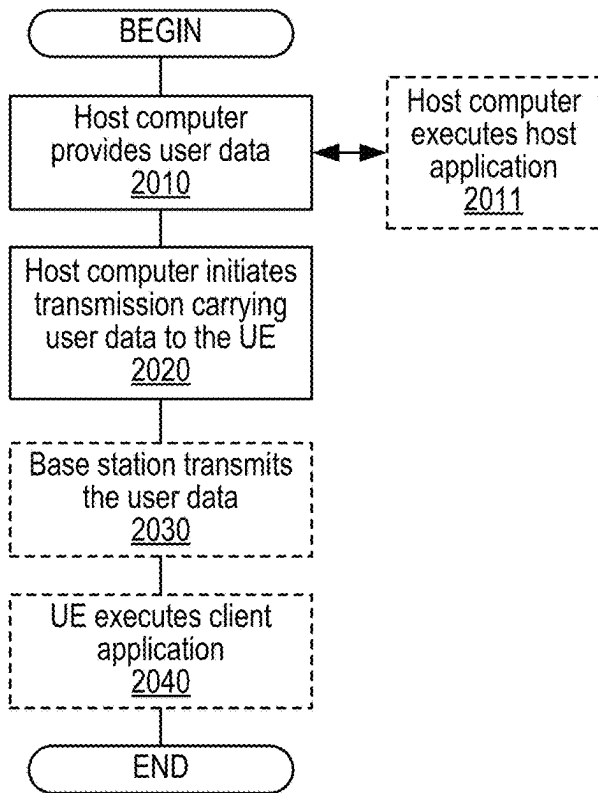 BEGIN
Host computer
provides user data
2010
Host computer
executes host
application
2011
Host computer initiates
transmission carrying
user data to the UE
2020
Base station transmits
the user data
2030
UE executes client
application
2040
END